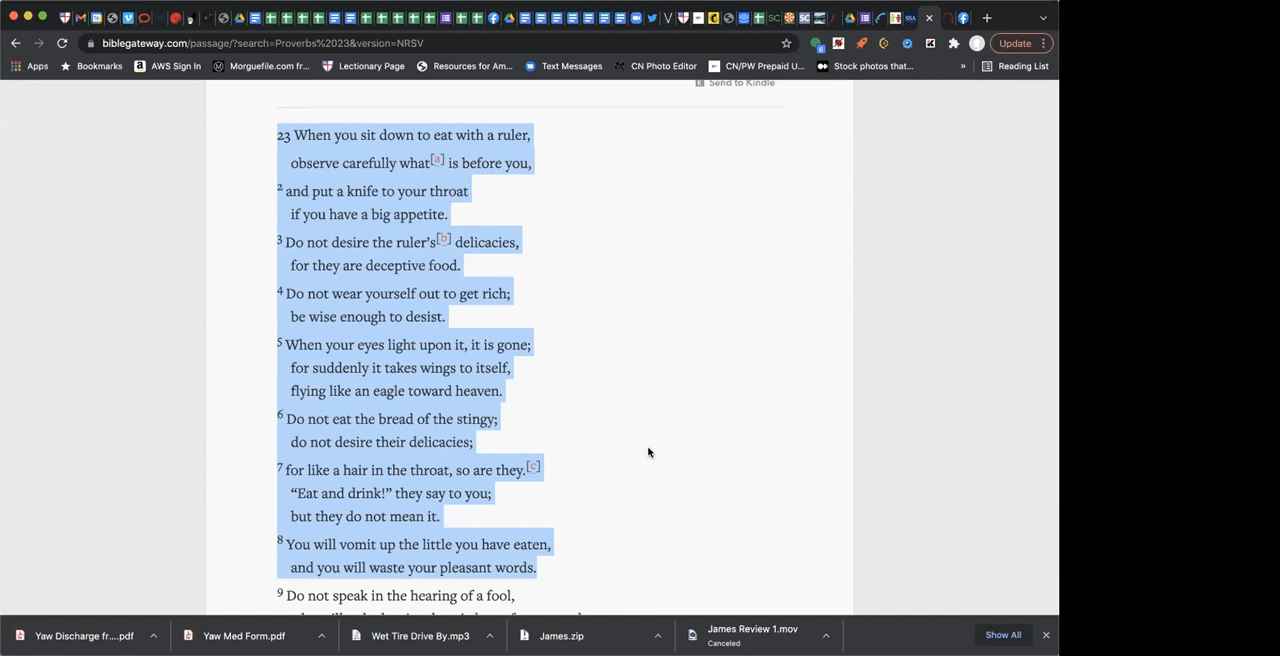 biblegateway.com/passage/?search=Proverbs%2023&version=NRSV
Update
Apps Bookmarks AWS Sign In Morguefile.com fr... Lectionary Page Resources for Am... Text Messages CN Photo Editor CN/PW Prepaid U... Stock photos that... » Reading List
Send to Kindle
23 When you sit down to eat with a ruler,
observe carefully what[a] is before you,
2 and put a knife to your throat
if you have a big appetite.
3 Do not desire the ruler’s[b] delicacies,
for they are deceptive food.
4 Do not wear yourself out to get rich;
be wise enough to desist.
5 When your eyes light upon it, it is gone;
for suddenly it takes wings to itself,
flying like an eagle toward heaven.
6 Do not eat the bread of the stingy;
do not desire their delicacies;
7 for like a hair in the throat, so are they.[c]
“Eat and drink!” they say to you;
but they do not mean it.
8 You will vomit up the little you have eaten,
and you will waste your pleasant words.
9 Do not speak in the hearing of a fool,
Yaw Discharge fr....pdf Yaw Med Form.pdf Wet Tire Drive By.mp3 James.zip James Review 1.mov Show All
Canceled